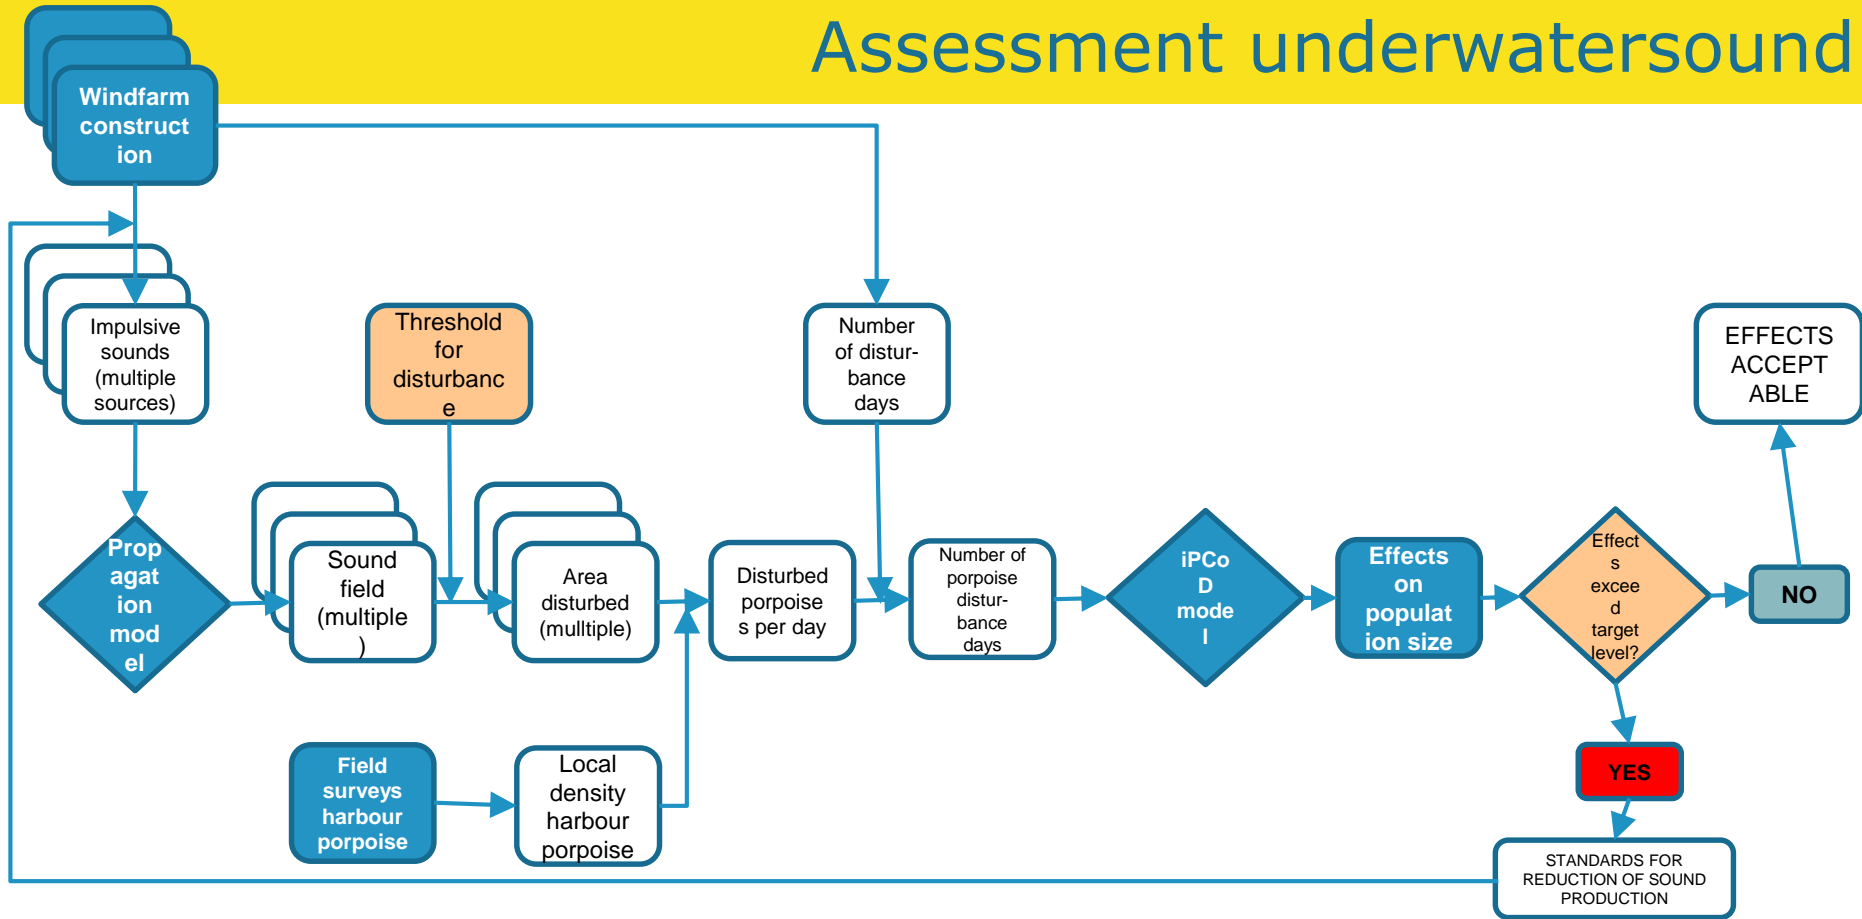 Assessment underwatersound
Windfarm
construct
ion
Impulsive
sounds
(multiple
sources)
Threshold
for
disturbanc
e
Number
of distur-
bance
days
EFFECTS
ACCEPT
ABLE
Prop
agat
ion
mod
el
Sound
field
(multiple
)
Area
disturbed
(mulltiple)
Disturbed
porpoise
s per day
Number of
porpoise
distur-
bance
days
iPCo
D
mode
l
Effects
on
populat
ion size
Effect
s
excee
d
target
level?
NO
YES
Field
surveys
harbour
porpoise
Local
density
harbour
porpoise
STANDARDS FOR
REDUCTION OF SOUND
PRODUCTION